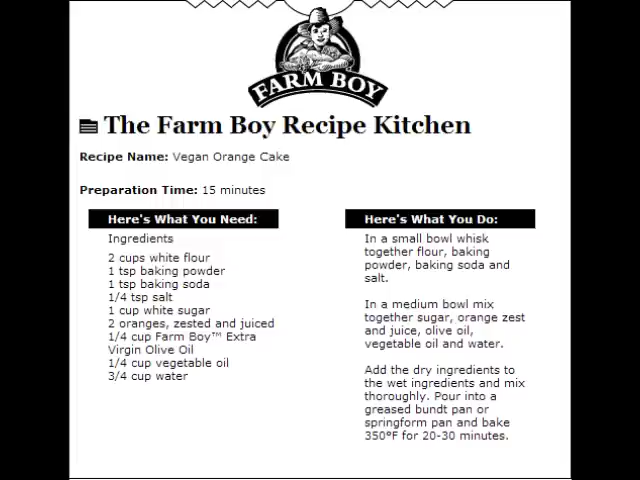 FARM BOY
The Farm Boy Recipe Kitchen
Recipe Name: Vegan Orange Cake
Preparation Time: 15 minutes
Here's What You Need:
Ingredients
2 cups white flour
1 tsp baking powder
1 tsp baking soda
1/4 tsp salt
1 cup white sugar
2 oranges, zested and juiced
1/4 cup Farm Boy™ Extra
Virgin Olive Oil
1/4 cup vegetable oil
3/4 cup water
Here's What You Do:
In a small bowl whisk
together flour, baking
powder, baking soda and
salt.
In a medium bowl mix
together sugar, orange zest
and juice, olive oil,
vegetable oil and water.
Add the dry ingredients to
the wet ingredients and mix
thoroughly. Pour into a
greased bundt pan or
springform pan and bake
350°F for 20-30 minutes.